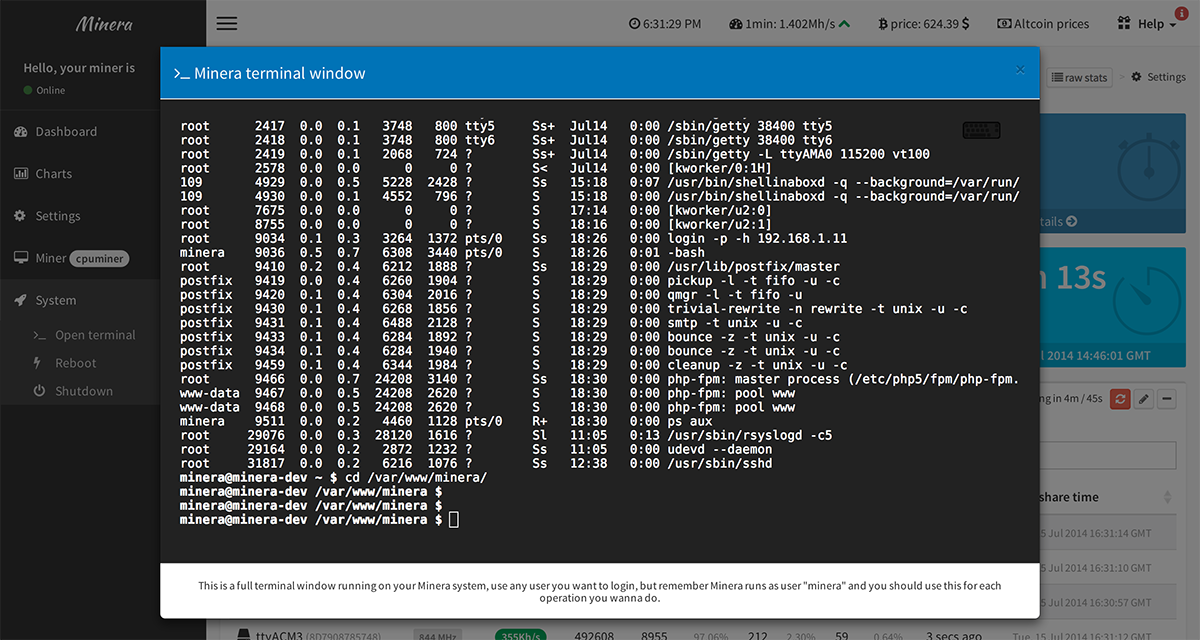 Minera
6:31:29 PM
1min: 1.402Mh/s
price: 624.39 $
Altcoin prices
Help
i
Hello, your miner is
Online
Dashboard
Charts
Settings
Miner cpuminer
System
>_ Open terminal
Reboot
Shutdown
raw stats > Settings
>_ Minera terminal window ×
root 2417 0.0 0.1 3748 800 tty5 Ss+ Jul14 0:00 /sbin/getty 38400 tty5
root 2418 0.0 0.1 3748 800 tty6 Ss+ Jul14 0:00 /sbin/getty 38400 tty6
root 2419 0.0 0.1 2068 724 ? Ss+ Jul14 0:00 /sbin/getty -L ttyAMA0 115200 vt100
root 2578 0.0 0.0 0 0 ? S< Jul14 0:00 [kworker/0:1H]
109 4929 0.0 0.5 5228 2428 ? Ss 15:18 0:07 /usr/bin/shellinaboxd -q --background=/var/run/
109 4930 0.0 0.1 4552 796 ? S 15:18 0:00 /usr/bin/shellinaboxd -q --background=/var/run/
root 7675 0.0 0.0 0 0 ? S 17:14 0:00 [kworker/u2:0]
root 8755 0.0 0.0 0 0 ? S 18:16 0:00 [kworker/u2:1]
root 9034 0.1 0.3 3264 1372 pts/0 Ss 18:26 0:00 login -p -h 192.168.1.11
minera 9036 0.5 0.7 6308 3440 pts/0 S 18:26 0:01 -bash
root 9410 0.2 0.4 6212 1888 ? Ss 18:29 0:00 /usr/lib/postfix/master
postfix 9419 0.0 0.4 6260 1904 ? S 18:29 0:00 pickup -l -t fifo -u -c
postfix 9420 0.1 0.4 6304 2016 ? S 18:29 0:00 qmgr -l -t fifo -u
postfix 9430 0.1 0.4 6268 1856 ? S 18:29 0:00 trivial-rewrite -n rewrite -t unix -u -c
postfix 9431 0.1 0.4 6488 2128 ? S 18:29 0:00 smtp -t unix -u -c
postfix 9433 0.1 0.4 6284 1892 ? S 18:29 0:00 bounce -z -t unix -u -c
postfix 9434 0.1 0.4 6284 1940 ? S 18:29 0:00 bounce -z -t unix -u -c
postfix 9459 0.1 0.4 6344 1984 ? S 18:29 0:00 cleanup -z -t unix -u -c
root 9466 0.0 0.7 24208 3140 ? Ss 18:30 0:00 php-fpm: master process (/etc/php5/fpm/php-fpm.
www-data 9467 0.0 0.5 24208 2620 ? S 18:30 0:00 php-fpm: pool www
www-data 9468 0.0 0.5 24208 2620 ? S 18:30 0:00 php-fpm: pool www
minera 9511 0.0 0.2 4460 1128 pts/0 R+ 18:30 0:00 ps aux
root 29076 0.0 0.3 28120 1616 ? Sl 11:05 0:13 /usr/sbin/rsyslogd -c5
root 29164 0.0 0.2 2872 1232 ? Ss 11:05 0:00 udevd --daemon
root 31817 0.0 0.2 6216 1076 ? Ss 12:38 0:00 /usr/sbin/sshd
minera@minera-dev ~ $ cd /var/www/minera/
minera@minera-dev /var/www/minera $
minera@minera-dev /var/www/minera $
minera@minera-dev /var/www/minera $
This is a full terminal window running on your Minera system, use any user you want to login, but remember Minera runs as user "minera" and you should use this for each
operation you wanna do.
tails
13s
2014 14:46:01 GMT
ng in 4m / 45s
share time
5 Jul 2014 16:31:14 GMT
5 Jul 2014 16:31:10 GMT
5 Jul 2014 16:30:57 GMT
ttyACM3 (8D7908785748) 844 MHz 355Kh/s 492608 8955 97.06% 212 2.30% 59 0.64% 3 secs ago Tue, 15 Jul 2014 16:31:12 GMT